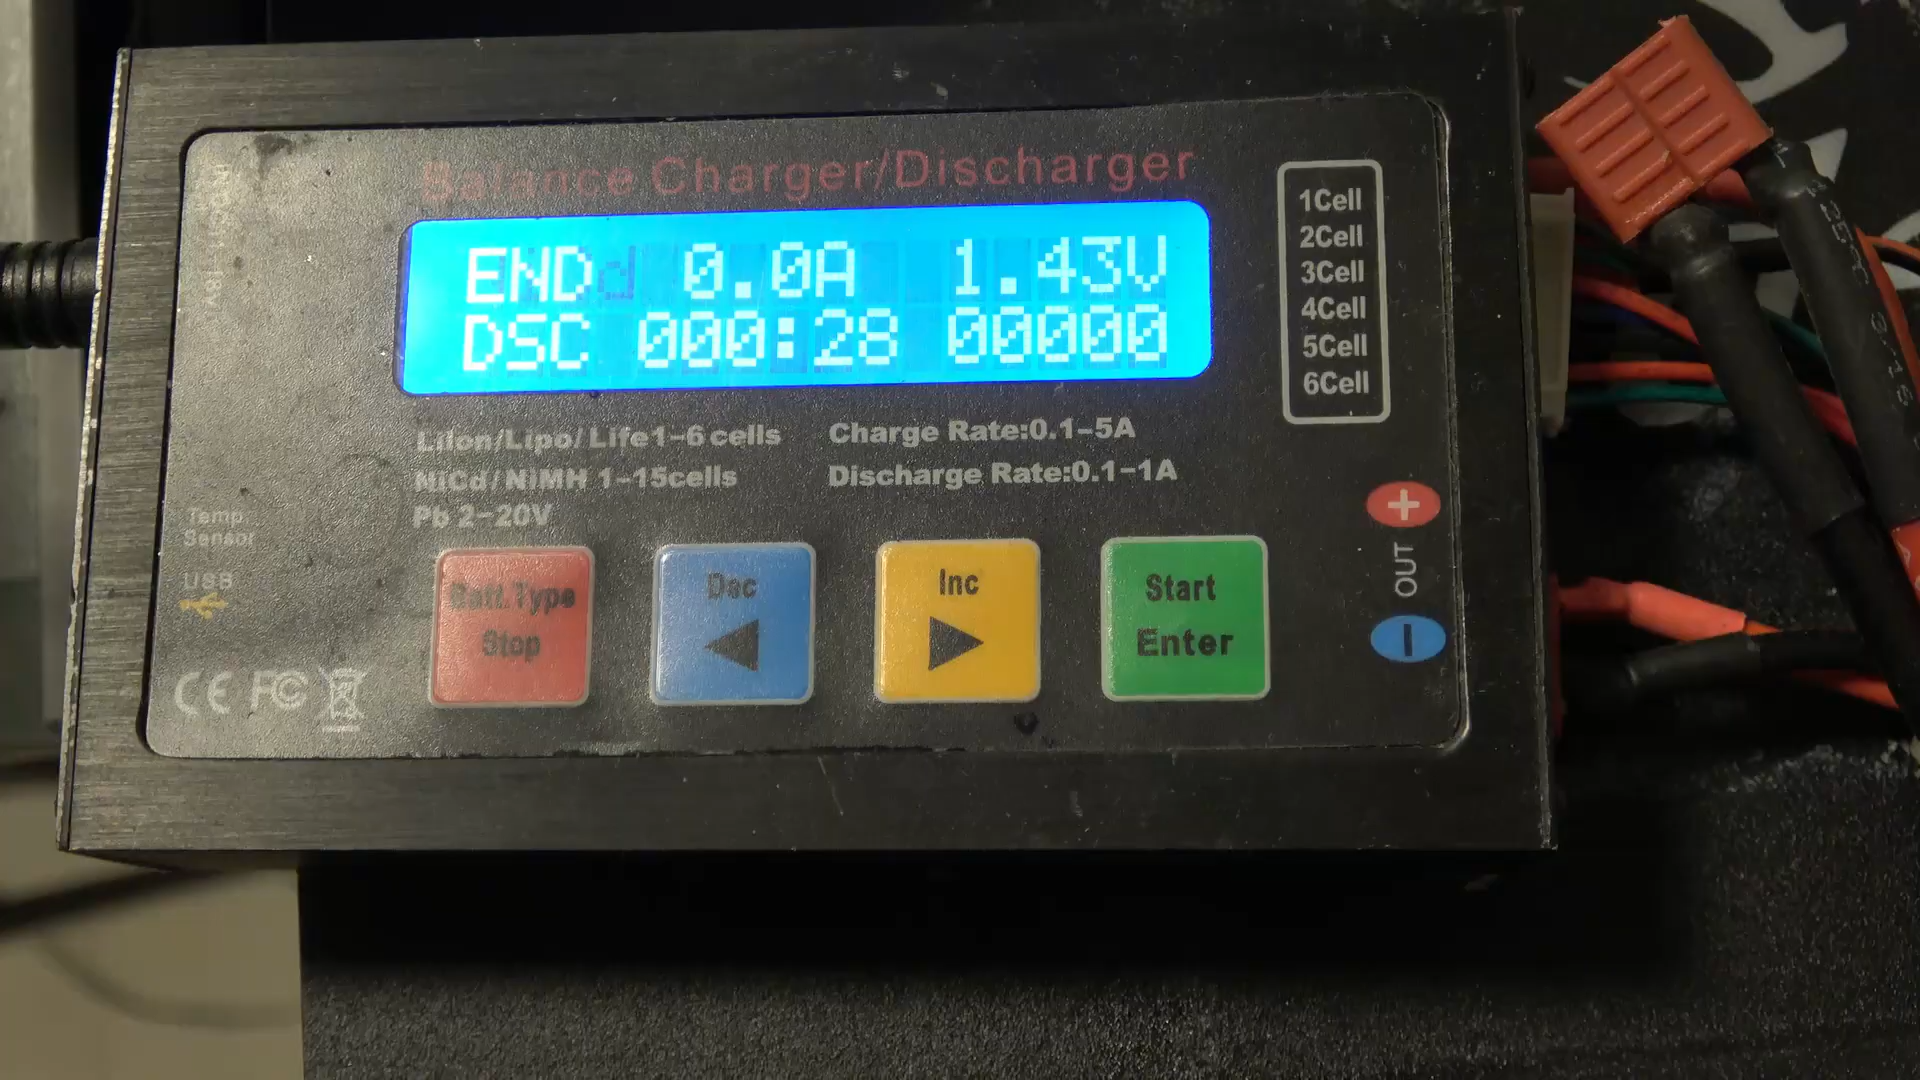 Balance Charger/Discharger
ENDd 0.0A 1.43V
DSC 000:28 00000
1Cell
2Cell
3Cell
4Cell
5Cell
6Cell
LiIon/Lipo/Life1-6cells
NiCd/NiMH 1-15cells
Pb 2-20V
Charge Rate:0.1-5A
Discharge Rate:0.1-1A
Temp
Sensor
USB
Batt.Type
Stop
Dec
Inc
Start
Enter
OUT
CE FC